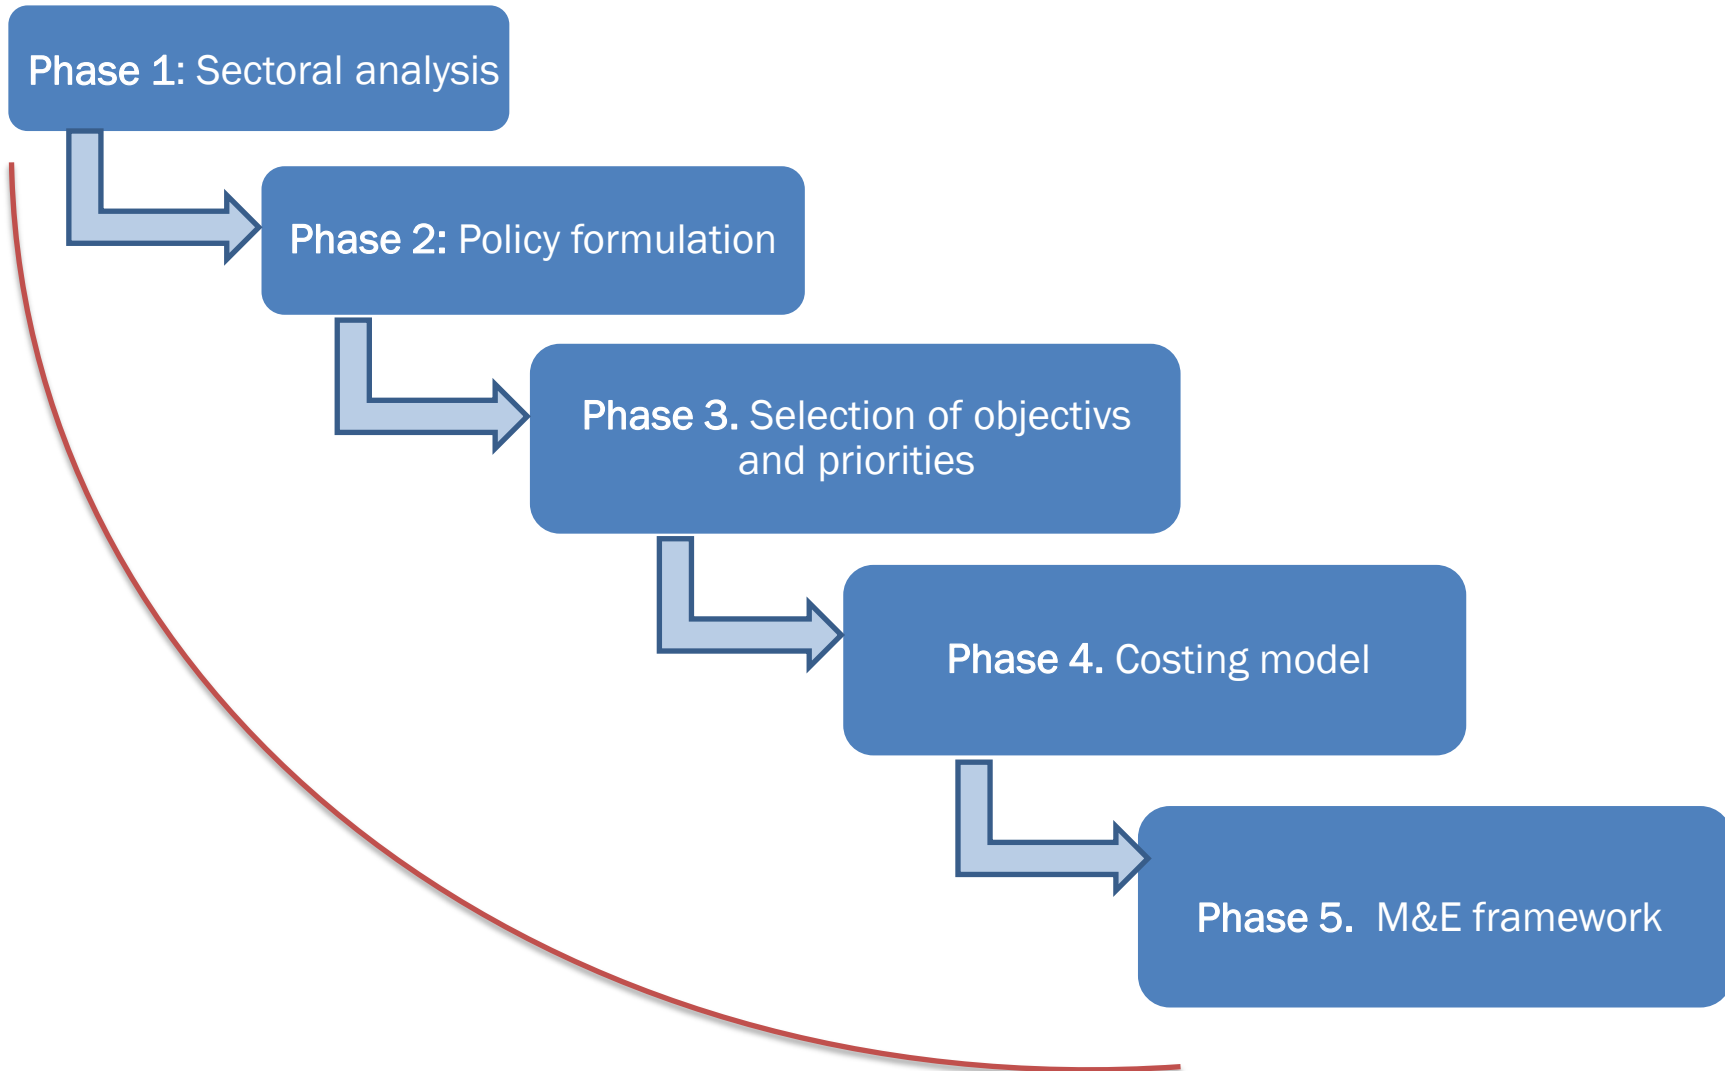 Phase 1: Sectoral analysis
Phase 2: Policy formulation
Phase 3. Selection of objectivs
and priorities
Phase 4. Costing model
Phase 5. M&E framework